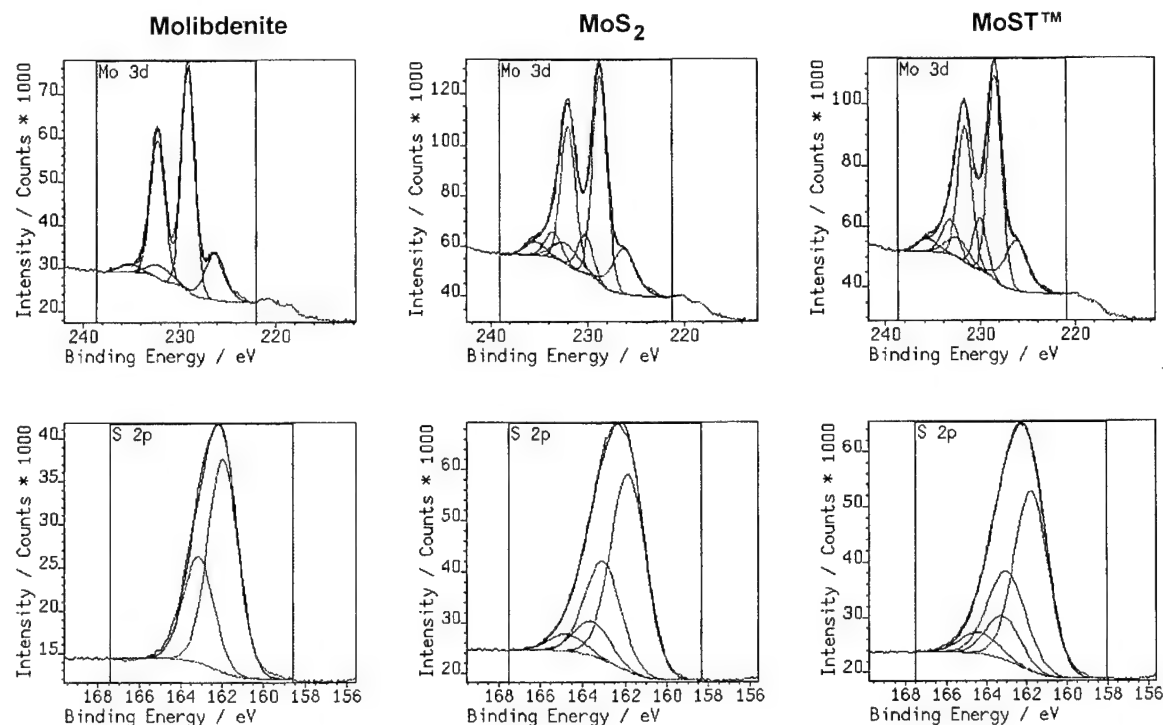 Molibdenite
MoS2
MoST™
Mo 3d
Intensity / Counts * 1000
70
60
50
40
30
20
240
230
220
Binding Energy / eV
Mo 3d
Intensity / Counts * 1000
120
100
80
60
40
240
230
220
Binding Energy / eV
Mo 3d
Intensity / Counts * 1000
100
80
60
40
240
230
220
Binding Energy / eV
S 2p
Intensity / Counts * 1000
40
35
30
25
20
15
168 166 164 162 160 158 156
Binding Energy / eV
S 2p
Intensity / Counts * 1000
60
50
40
30
20
168 166 164 162 160 158 156
Binding Energy / eV
S 2p
Intensity / Counts * 1000
60
50
40
30
20
168 166 164 162 160 158 156
Binding Energy / eV